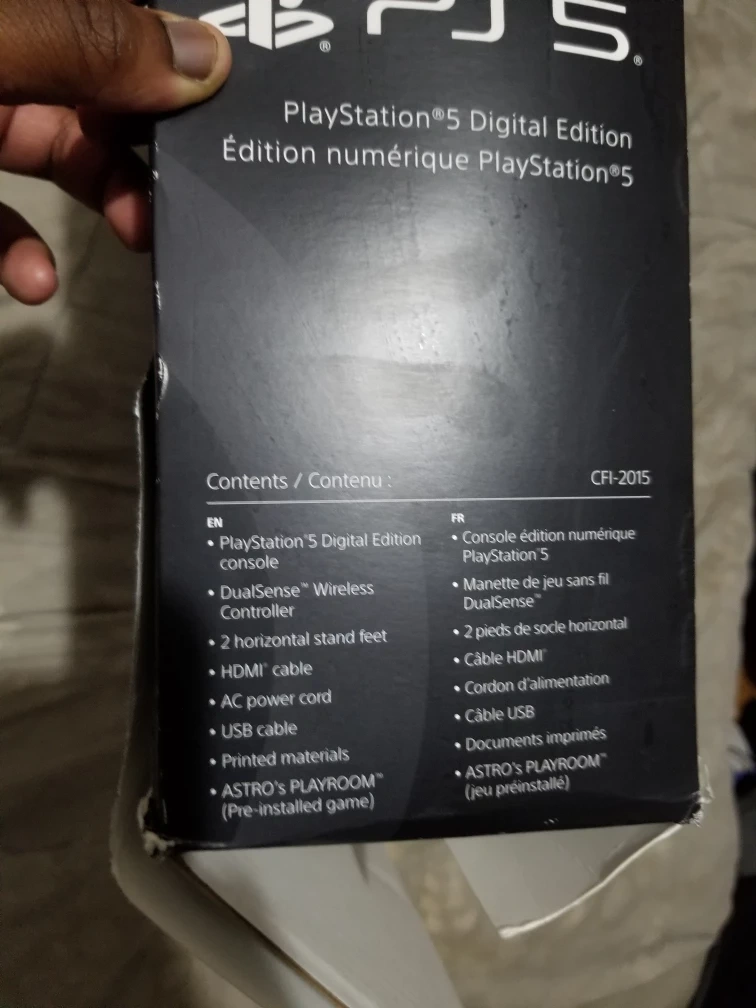 PS5®
PlayStation®5 Digital Edition
Édition numérique PlayStation®5
Contents / Contenu :
CFI-2015
EN
• PlayStation®5 Digital Edition
console
• DualSense™ Wireless
Controller
• 2 horizontal stand feet
• HDMI® cable
• AC power cord
• USB cable
• Printed materials
• ASTRO's PLAYROOM™
(Pre-installed game)
FR
• Console édition numérique
PlayStation®5
• Manette de jeu sans fil
DualSense™
• 2 pieds de socle horizontal
• Câble HDMI®
• Cordon d'alimentation
• Câble USB
• Documents imprimés
• ASTRO's PLAYROOM™
(jeu préinstallé)